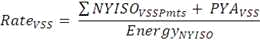 Rate_VSS = (∑ NYISO_VSSPmts + PYA_VSS) / Energy_NYISO